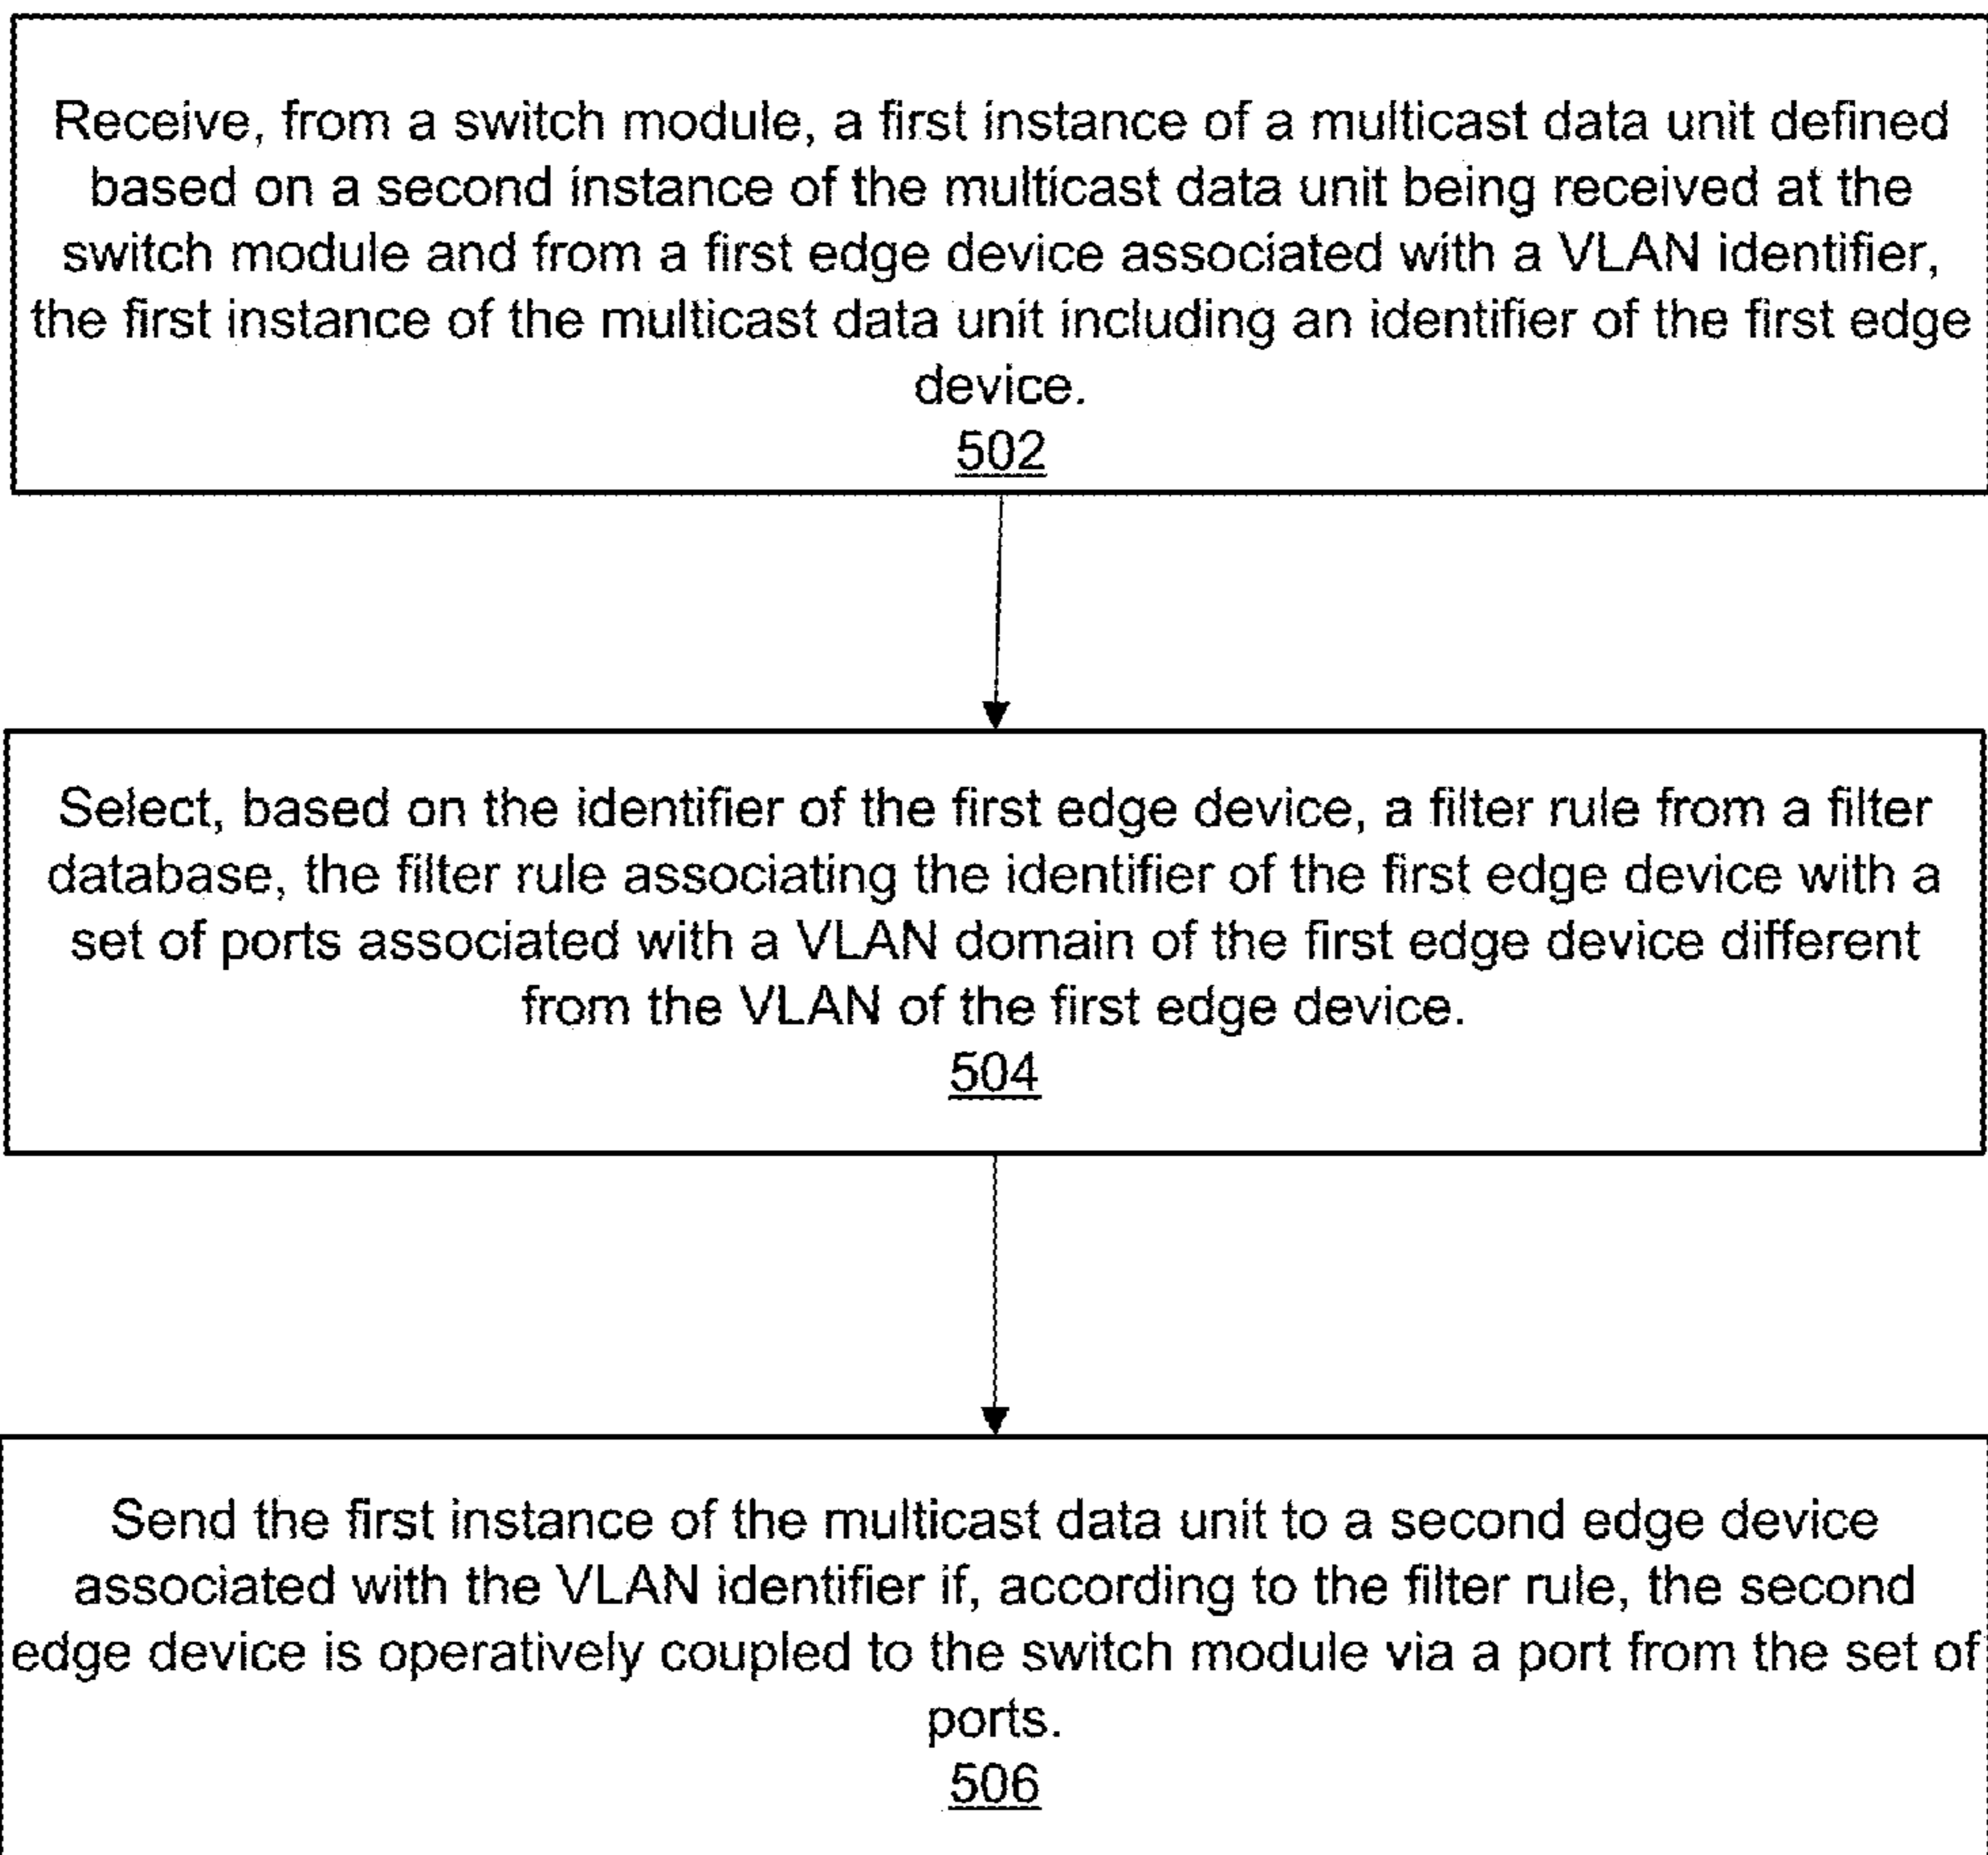 Receive, from a switch module, a first instance of a multicast data unit defined
based on a second instance of the multicast data unit being received at the
switch module and from a first edge device associated with a VLAN identifier,
the first instance of the multicast data unit including an identifier of the first edge
device.
502
Select, based on the identifier of the first edge device, a filter rule from a filter
database, the filter rule associating the identifier of the first edge device with a
set of ports associated with a VLAN domain of the first edge device different
from the VLAN of the first edge device.
504
Send the first instance of the multicast data unit to a second edge device
associated with the VLAN identifier if, according to the filter rule, the second
edge device is operatively coupled to the switch module via a port from the set of
ports.
506